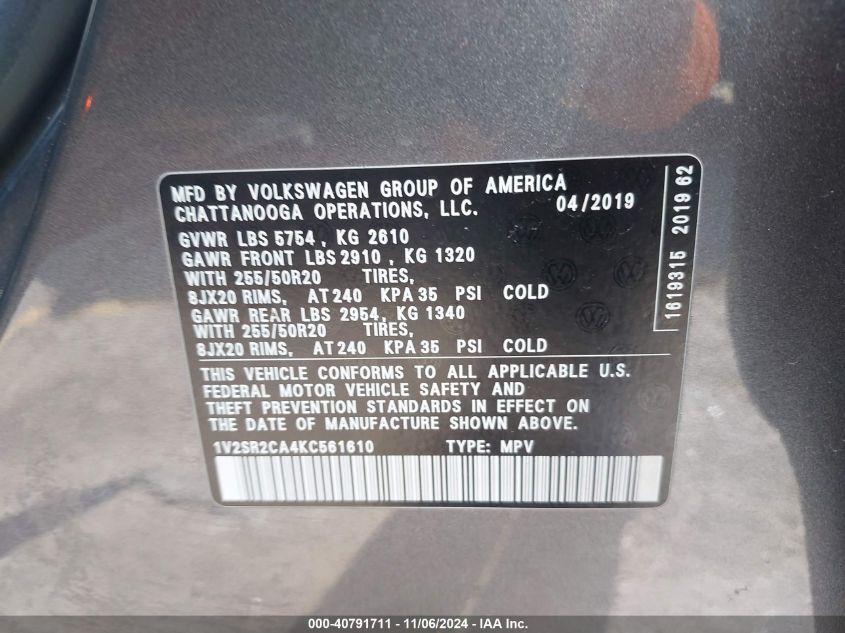 MFD BY VOLKSWAGEN GROUP OF AMERICA
CHATTANOOGA OPERATIONS, LLC. 04/2019
GVWR LBS 5754 , KG 2610
GAWR FRONT LBS 2910 , KG 1320
WITH 255/50R20 TIRES,
8JX20 RIMS, AT 240 KPA 35 PSI COLD
GAWR REAR LBS 2954, KG 1340
WITH 255/50R20 TIRES,
8JX20 RIMS, AT 240 KPA 35 PSI COLD
THIS VEHICLE CONFORMS TO ALL APPLICABLE U.S.
FEDERAL MOTOR VEHICLE SAFETY AND
THEFT PREVENTION STANDARDS IN EFFECT ON
THE DATE OF MANUFACTURE SHOWN ABOVE.
1V2SR2CA4KC561610 TYPE: MPV
1619315 2019 62
000-40791711 - 11/06/2024 - IAA Inc.